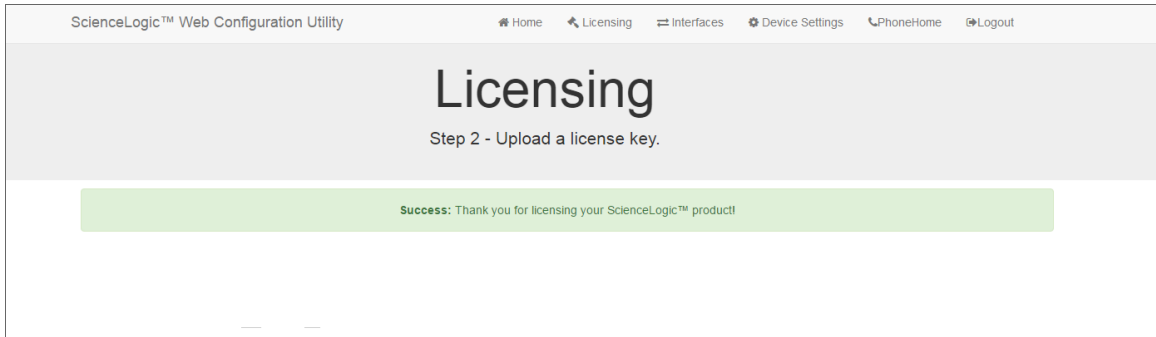 ScienceLogic™ Web Configuration Utility Home Licensing Interfaces Device Settings PhoneHome Logout
Licensing
Step 2 - Upload a license key.
Success: Thank you for licensing your ScienceLogic™ product!